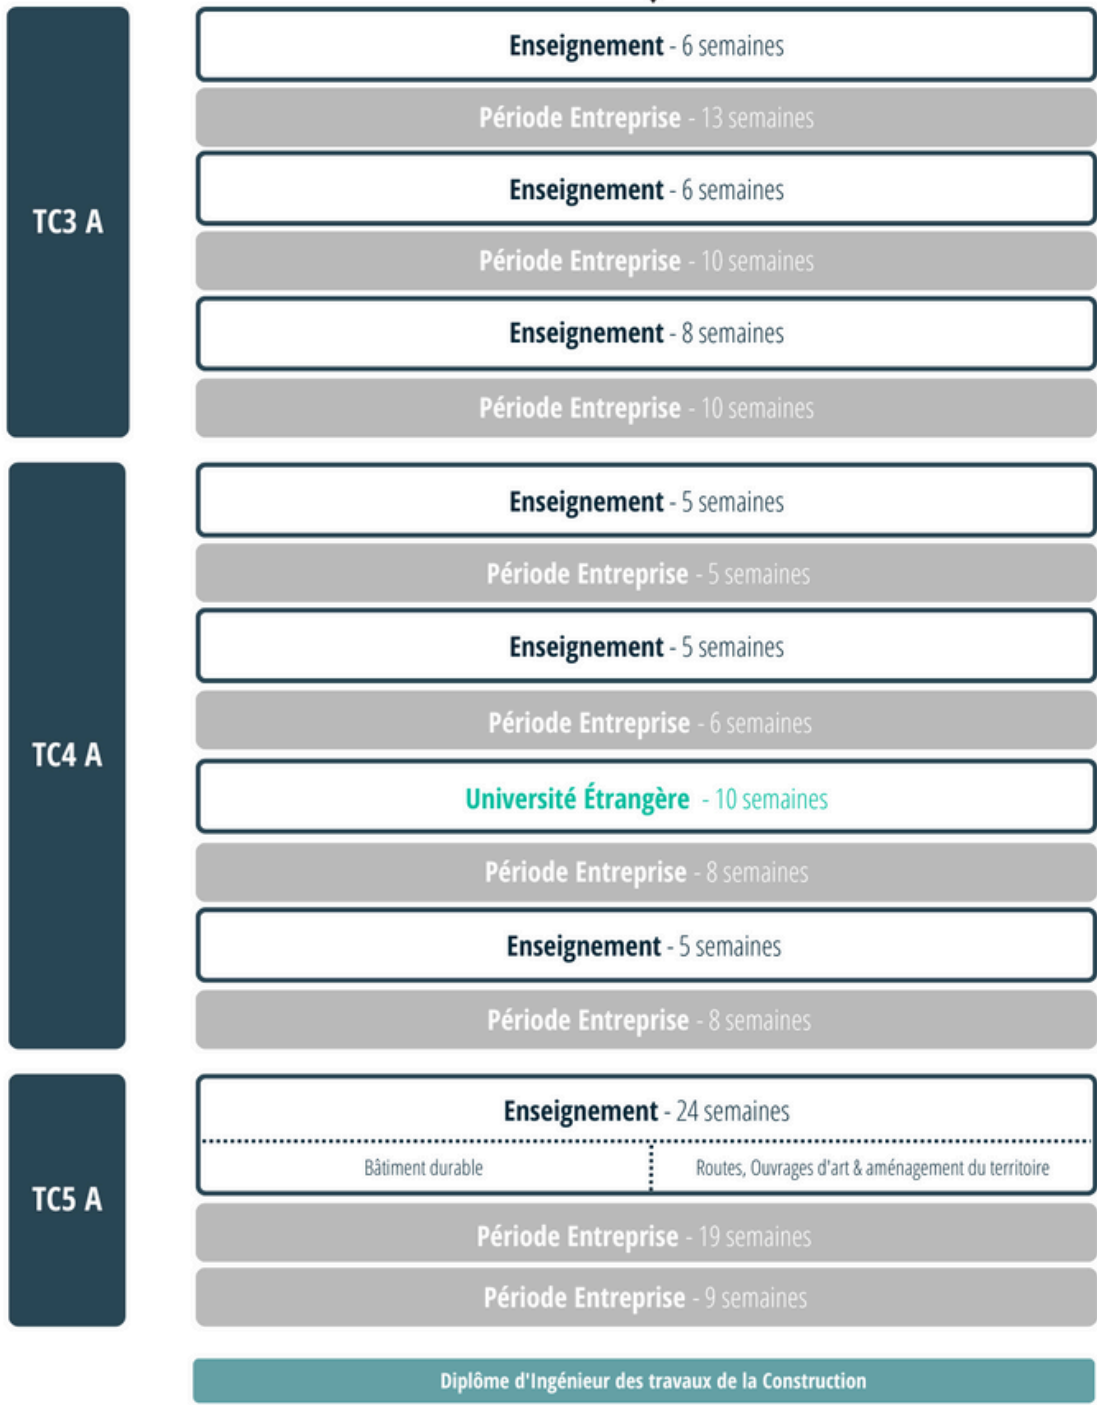 TC3 A
Enseignement - 6 semaines
Période Entreprise - 13 semaines
Enseignement - 6 semaines
Période Entreprise - 10 semaines
Enseignement - 8 semaines
Période Entreprise - 10 semaines
TC4 A
Enseignement - 5 semaines
Période Entreprise - 5 semaines
Enseignement - 5 semaines
Période Entreprise - 6 semaines
Université Étrangère - 10 semaines
Période Entreprise - 8 semaines
Enseignement - 5 semaines
Période Entreprise - 8 semaines
TC5 A
Enseignement - 24 semaines
Bâtiment durable
Routes, Ouvrages d'art & aménagement du territoire
Période Entreprise - 19 semaines
Période Entreprise - 9 semaines
Diplôme d'Ingénieur des travaux de la Construction